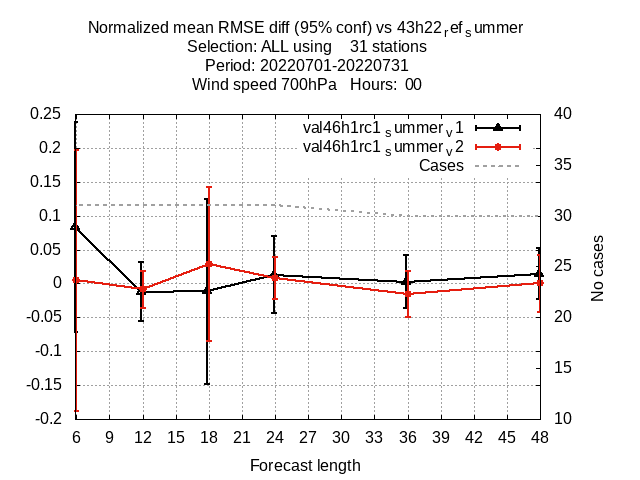 Normalized mean RMSE diff (95% conf) vs 43h22refsummer
Selection: ALL using 31 stations
Period: 20220701-20220731
Wind speed 700hPa Hours: 00
0.25
0.2
0.15
0.1
0.05
0
-0.05
-0.1
-0.15
-0.2
val46h1rc1summerv1
val46h1rc1summerv2
Cases
40
35
30
25
20
15
10
No cases
6 9 12 15 18 21 24 27 30 33 36 39 42 45 48
Forecast length